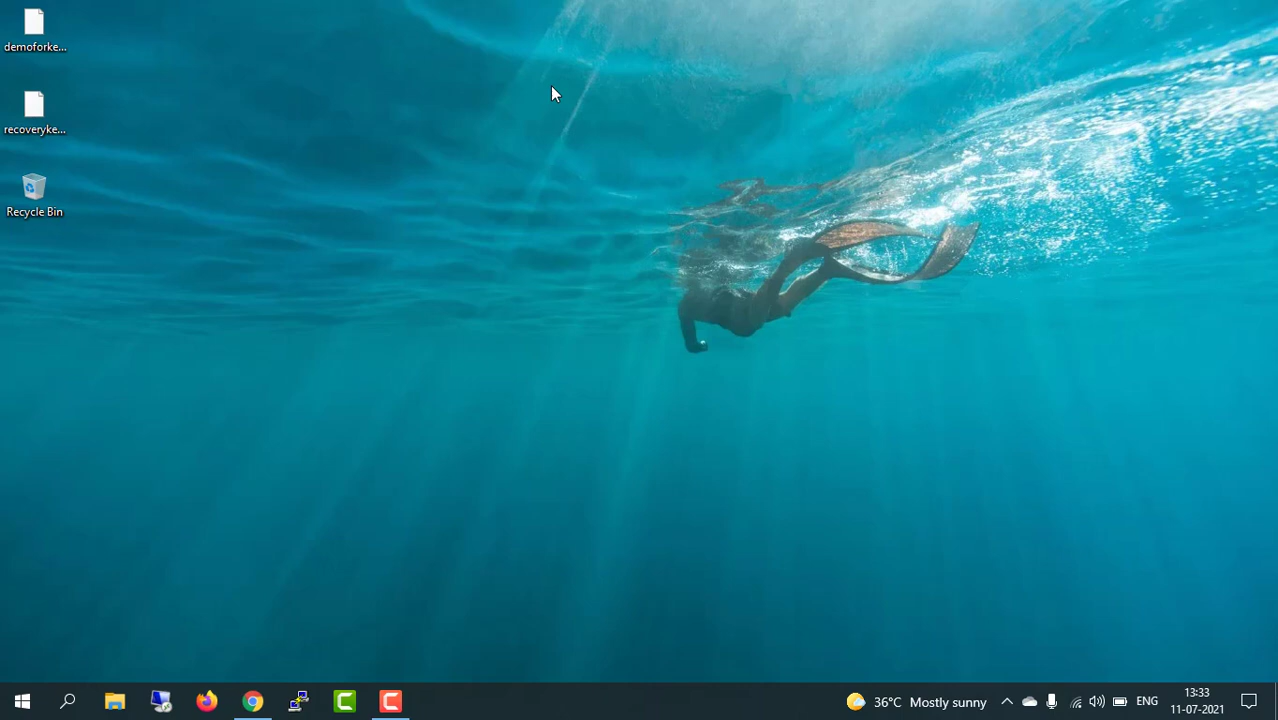 demoforke...
recoveryke...
Recycle Bin
36°C Mostly sunny
ENG
13:33
11-07-2021